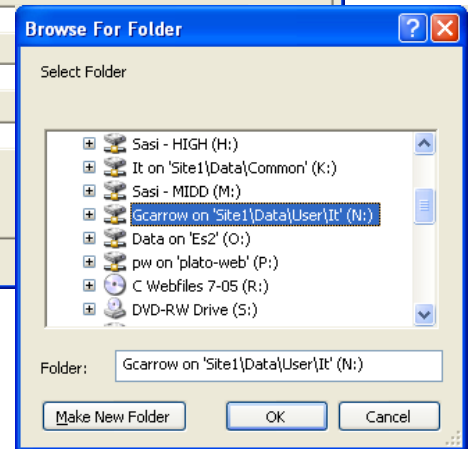 Browse For Folder
Select Folder
Sasi - HIGH (H:)
It on 'Site1\Data\Common' (K:)
Sasi - MIDD (M:)
Gcarrow on 'Site1\Data\User\It' (N:)
Data on 'Es2' (O:)
pw on 'plato-web' (P:)
C Webfiles 7-05 (R:)
DVD-RW Drive (S:)
Folder: Gcarrow on 'Site1\Data\User\It' (N:)
Make New Folder OK Cancel